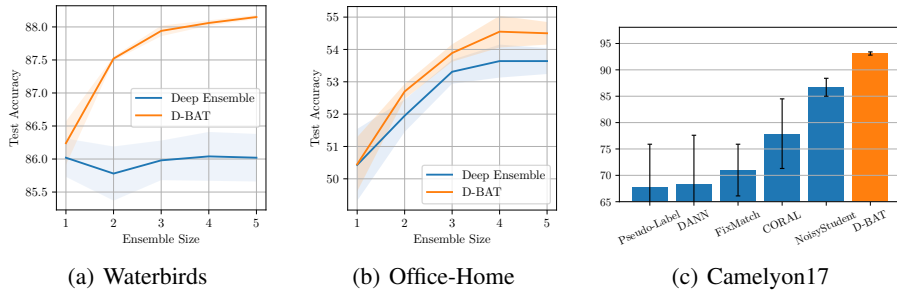 88.0
87.5
87.0
86.5
86.0
85.5
Test Accuracy
Deep Ensemble
D-BAT
1 2 3 4 5
Ensemble Size
(a) Waterbirds
55
54
53
52
51
50
Test Accuracy
Deep Ensemble
D-BAT
1 2 3 4 5
Ensemble Size
(b) Office-Home
95
90
85
80
75
70
65
Pseudo-Label
DANN
FixMatch
CORAL
NoisyStudent
D-BAT
(c) Camelyon17